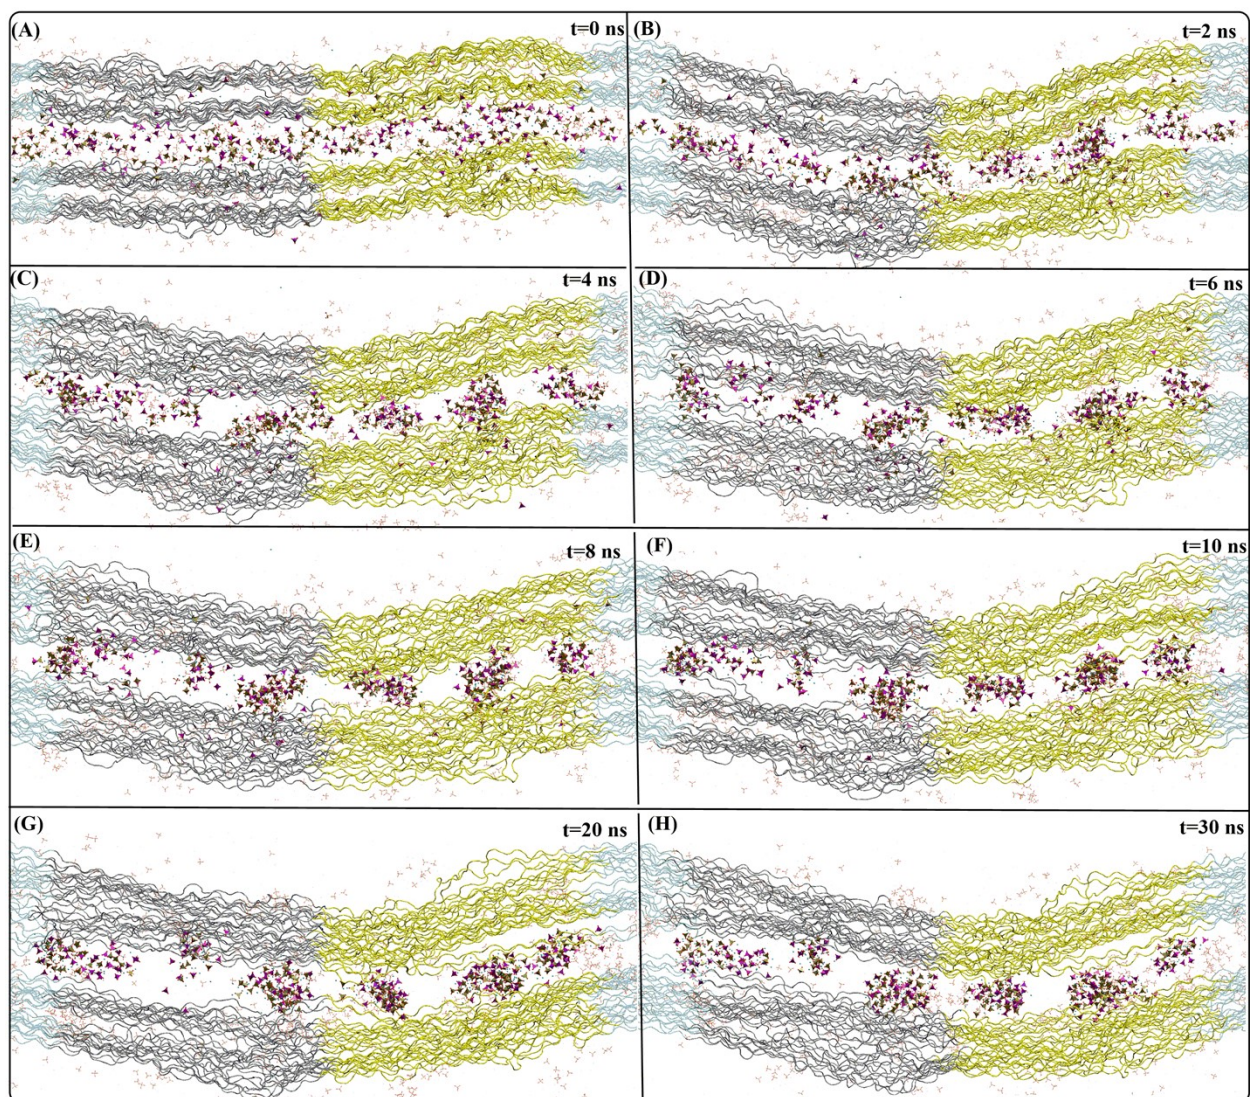 (A) t=0 ns
(B) t=2 ns
(C) t=4 ns
(D) t=6 ns
(E) t=8 ns
(F) t=10 ns
(G) t=20 ns
(H) t=30 ns